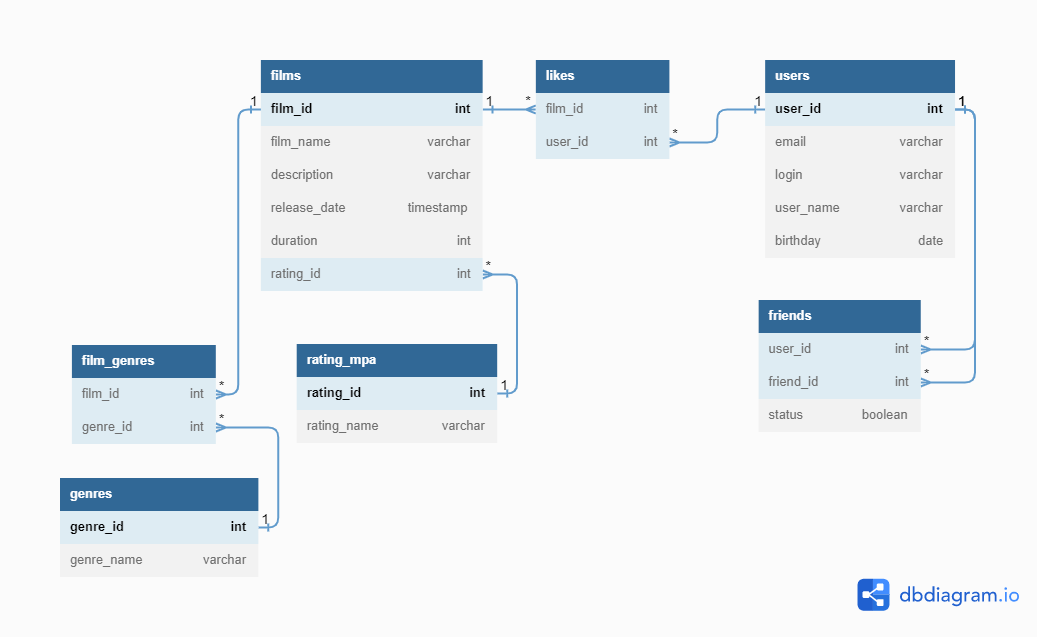 films
film_id int
film_name varchar
description varchar
release_date timestamp
duration int
rating_id int
likes
film_id int
user_id int
users
user_id int
email varchar
login varchar
user_name varchar
birthday date
friends
user_id int
friend_id int
status boolean
film_genres
film_id int
genre_id int
rating_mpa
rating_id int
rating_name varchar
genres
genre_id int
genre_name varchar
1
1
*
*
1
1
*
*
*
1
*
*
1
dbdiagram.io